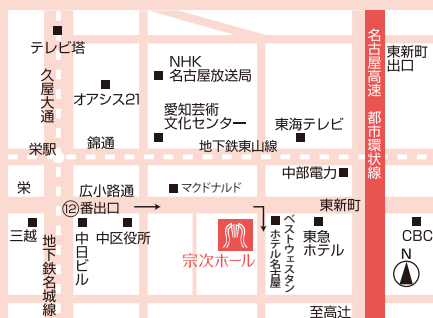 テレビ塔
久屋大通
オアシス21
NHK
名古屋放送局
愛知芸術
文化センター
東海テレビ
名古屋高速 都市環状線
東新町
出口
栄駅
錦通
地下鉄東山線
中部電力
栄
広小路通
マクドナルド
東新町
⑫番出口
三越
地下鉄名城線
中日ビル
中区役所
宗次ホール
ベストウェスタン
ホテル名古屋
東急
ホテル
CBC
N
至高辻